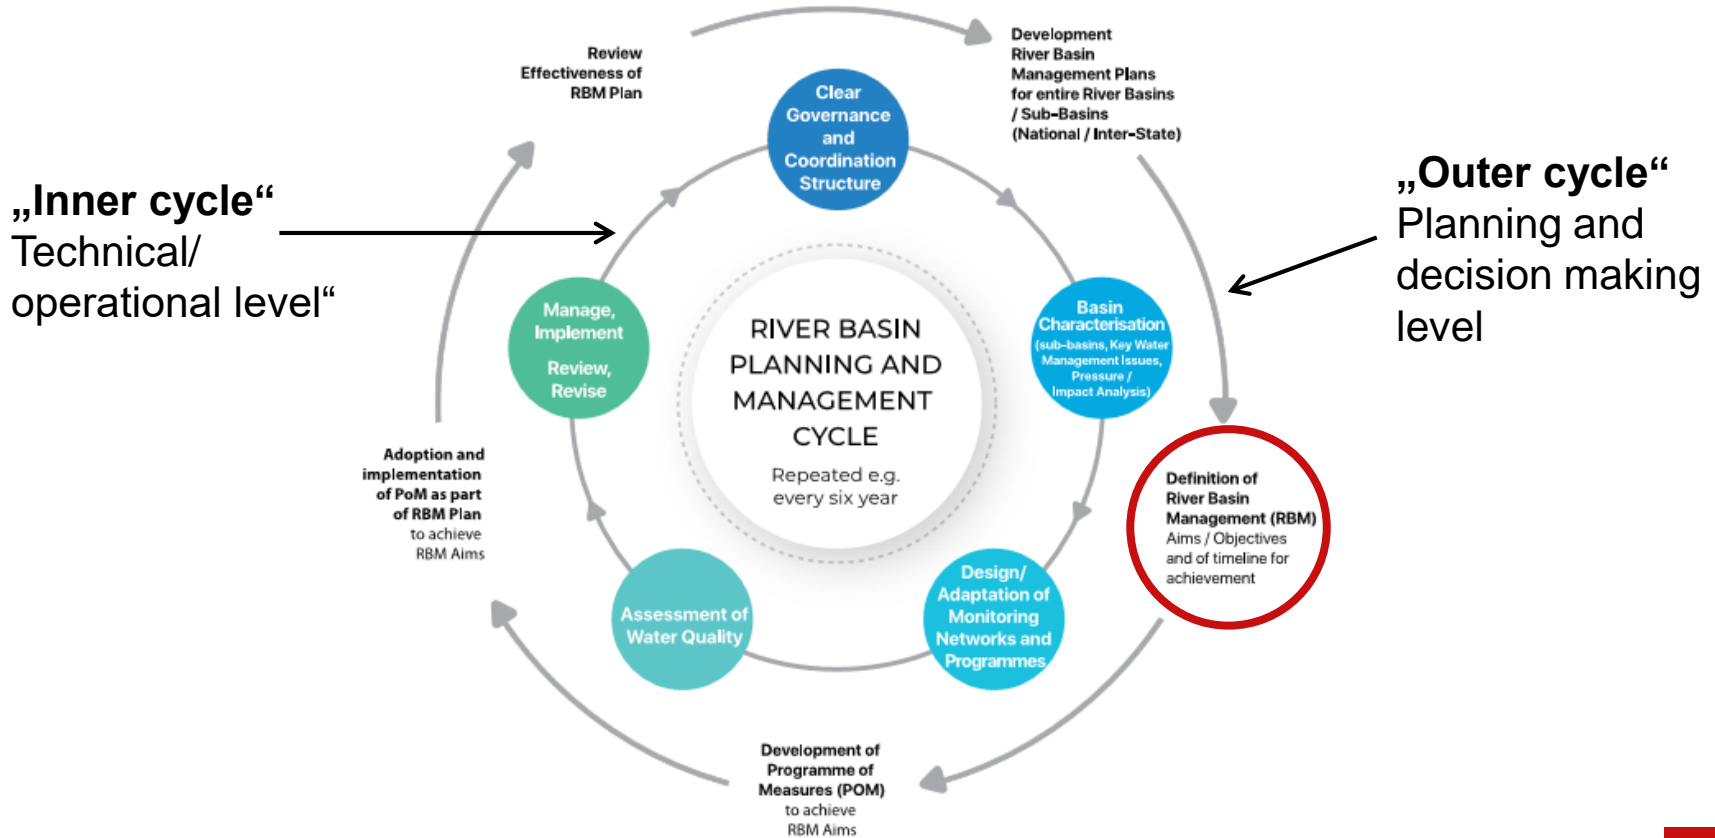 Review
Effectiveness of
RBM Plan
Development
River Basin
Management Plans
for entire River Basins
/ Sub-Basins
(National / Inter-State)
Clear
Governance
and
Coordination
Structure
„Inner cycle“
Technical/
operational level“
„Outer cycle“
Planning and
decision making
level
Manage,
Implement
Review,
Revise
RIVER BASIN
PLANNING AND
MANAGEMENT
CYCLE
Repeated e.g.
every six year
Basin
Characterisation
(sub-basins, Key Water
Management Issues,
Pressure /
Impact Analysis)
Adoption and
implementation
of PoM as part
of RBM Plan
to achieve
RBM Aims
Definition of
River Basin
Management (RBM)
Aims / Objectives
and of timeline for
achievement
Assessment of
Water Quality
Design/
Adaptation of
Monitoring
Networks and
Programmes
Development of
Programme of
Measures (POM)
to achieve
RBM Aims